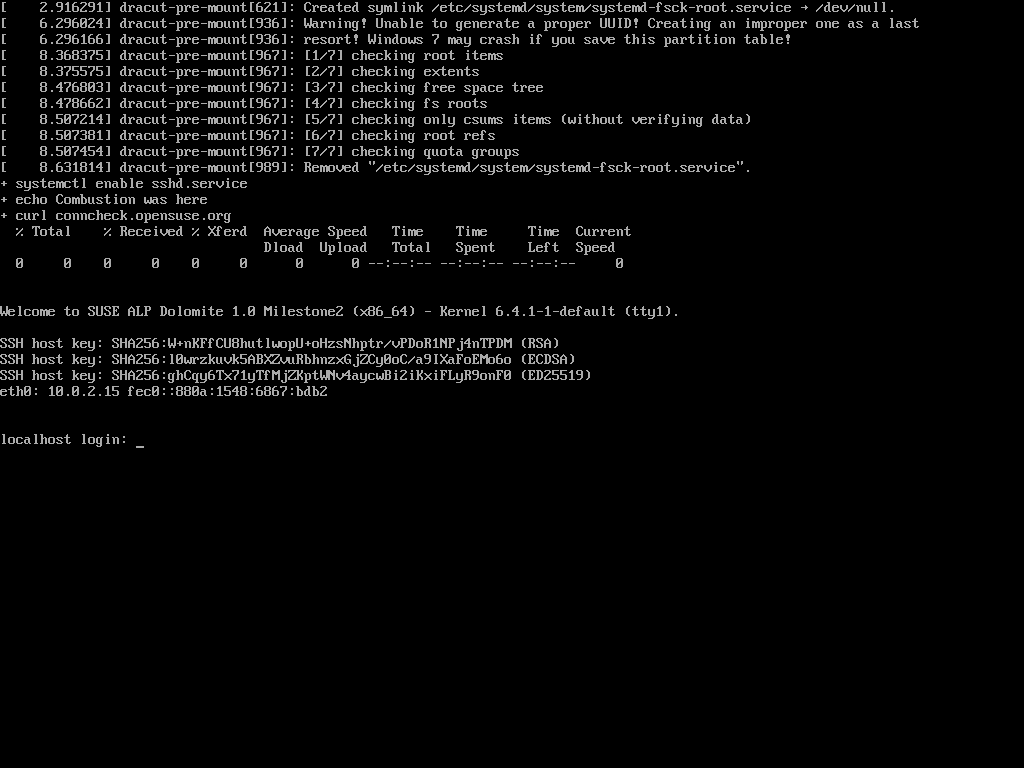 [    2.916291] dracut-pre-mount[621]: Created symlink /etc/systemd/system/systemd-fsck-root.service → /dev/null.
[    6.296024] dracut-pre-mount[936]: Warning! Unable to generate a proper UUID! Creating an improper one as a last
[    6.296166] dracut-pre-mount[936]: resort! Windows 7 may crash if you save this partition table!
[    8.368375] dracut-pre-mount[967]: [1/7] checking root items
[    8.375575] dracut-pre-mount[967]: [2/7] checking extents
[    8.476803] dracut-pre-mount[967]: [3/7] checking free space tree
[    8.478662] dracut-pre-mount[967]: [4/7] checking fs roots
[    8.507214] dracut-pre-mount[967]: [5/7] checking only csums items (without verifying data)
[    8.507381] dracut-pre-mount[967]: [6/7] checking root refs
[    8.507454] dracut-pre-mount[967]: [7/7] checking quota groups
[    8.631814] dracut-pre-mount[989]: Removed "/etc/systemd/system/systemd-fsck-root.service".
+ systemctl enable sshd.service
+ echo Combustion was here
+ curl conncheck.opensuse.org
  % Total    % Received % Xferd  Average Speed   Time    Time     Time  Current
                                 Dload  Upload   Total   Spent    Left  Speed
  0     0    0     0    0     0      0      0 --:--:-- --:--:-- --:--:--     0
Welcome to SUSE ALP Dolomite 1.0 Milestone2 (x86_64) - Kernel 6.4.1-1-default (tty1).
SSH host key: SHA256:W+nKFfCU8hutlwopU+oHzsNhptr/vPDoR1NPj4nTPDM (RSA)
SSH host key: SHA256:l0wrzkuvk5ABXZvuRbhnzxGjZCy0oC/a9IXaFoEMo6o (ECDSA)
SSH host key: SHA256:ghCqy6Tx71yTfMjZKptWNv4aycwBi2iKxiFLyR9onF0 (ED25519)
eth0: 10.0.2.15 fec0::880a:1548:6867:bdb2
localhost login: _